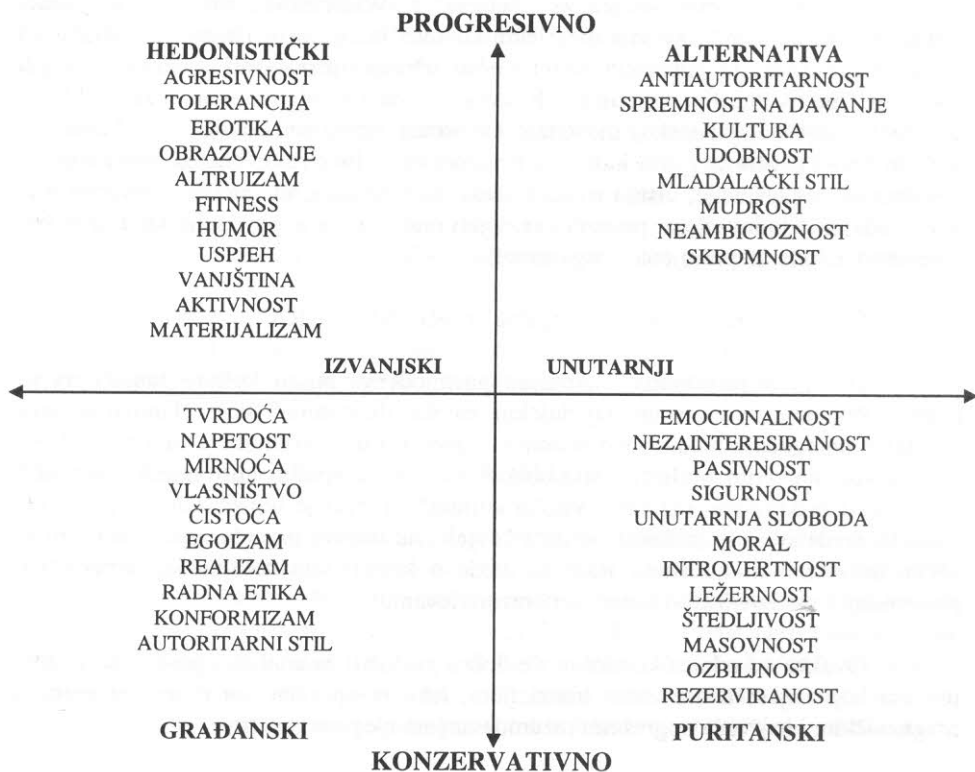 PROGRESIVNO
HEDONISTIČKI
AGRESIVNOST
TOLERANCIJA
EROTIKA
OBRAZOVANJE
ALTRUIZAM
FITNESS
HUMOR
USPJEH
VANJŠTINA
AKTIVNOST
MATERIJALIZAM
ALTERNATIVA
ANTIAUTORITARNOST
SPREMNOST NA DAVANJE
KULTURA
UDOBNOST
MLADALAČKI STIL
MUDROST
NEAMBICIOZNOST
SKROMNOST
IZVANJSKI
UNUTARNJI
TVRDOĆA
NAPETOST
MIRNOĆA
VLASNIŠTVO
ČISTOĆA
EGOIZAM
REALIZAM
RADNA ETIKA
KONFORMIZAM
AUTORITARNI STIL
GRAĐANSKI
EMOCIONALNOST
NEZAINTERESIRANOST
PASIVNOST
SIGURNOST
UNUTARNJA SLOBODA
MORAL
INTROVERTNOST
LEŽERNOST
ŠTEDLJIVOST
MASOVNOST
OZBILJNOST
REZERVIRANOST
PURITANSKI
KONZERVATIVNO